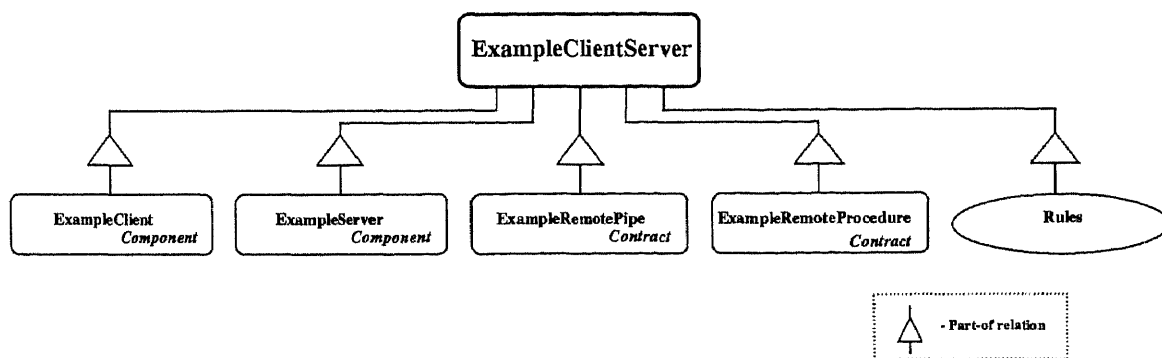 ExampleClientServer
ExampleClient
Component
ExampleServer
Component
ExampleRemotePipe
Contract
ExampleRemoteProcedure
Contract
Rules
- Part-of relation